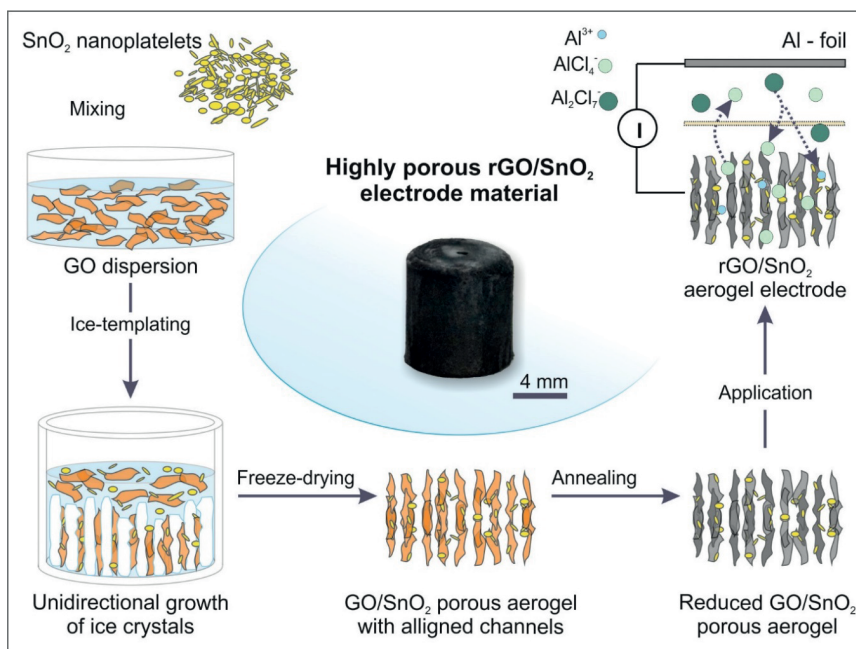 SnO₂ nanoplatelets
Mixing
GO dispersion
Ice-templating
Unidirectional growth
of ice crystals
Freeze-drying
GO/SnO₂ porous aerogel
with alligned channels
Annealing
Reduced GO/SnO₂
porous aerogel
Application
rGO/SnO₂
aerogel electrode
Highly porous rGO/SnO₂
electrode material
4 mm
Al³⁺
AlCl₄⁻
Al₂Cl₇⁻
Al - foil
I